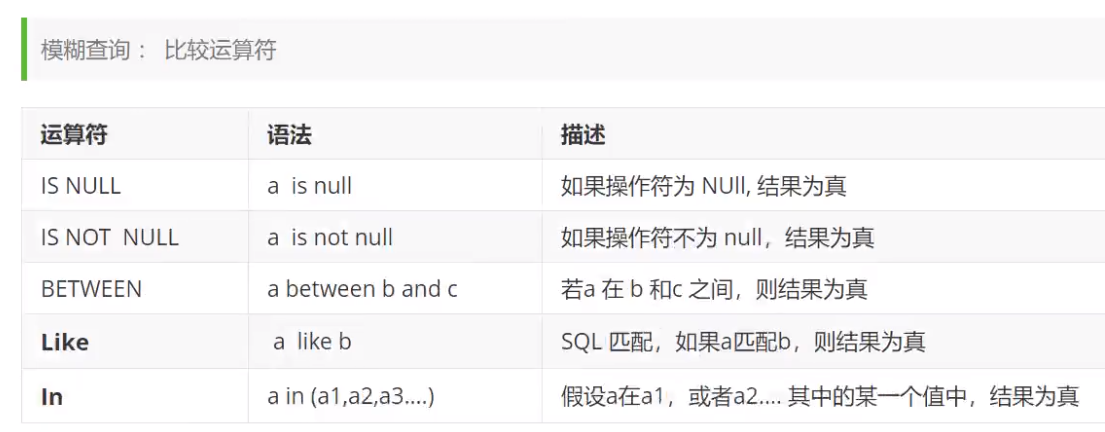 模糊查询： 比较运算符
运算符 语法 描述
IS NULL a is null 如果操作符为 NUll, 结果为真
IS NOT NULL a is not null 如果操作符不为 null，结果为真
BETWEEN a between b and c 若a 在 b 和c 之间，则结果为真
Like a like b SQL 匹配，如果a匹配b，则结果为真
In a in (a1,a2,a3....) 假设a在a1，或者a2.... 其中的某一个值中，结果为真